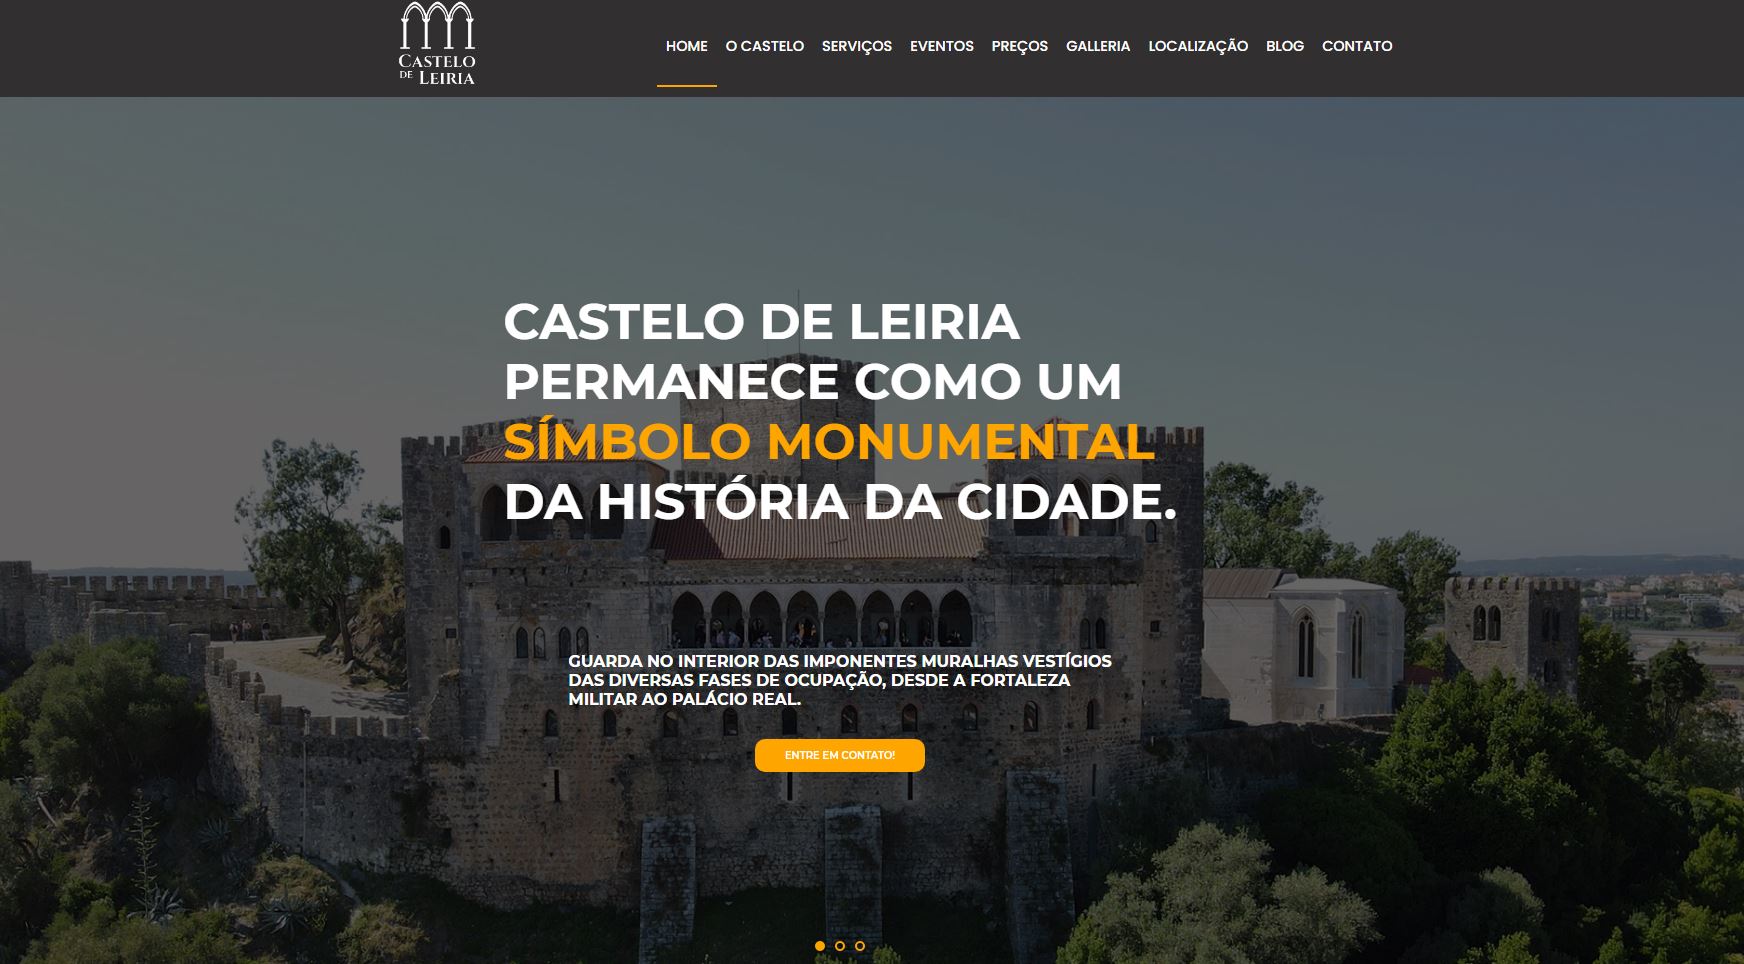 CASTELO
DE LEIRIA
HOME O CASTELO SERVIÇOS EVENTOS PREÇOS GALLERIA LOCALIZAÇÃO BLOG CONTATO
CASTELO DE LEIRIA
PERMANECE COMO UM
SÍMBOLO MONUMENTAL
DA HISTÓRIA DA CIDADE.
GUARDA NO INTERIOR DAS IMPONENTES MURALHAS VESTÍGIOS
DAS DIVERSAS FASES DE OCUPAÇÃO, DESDE A FORTALEZA
MILITAR AO PALÁCIO REAL.
ENTRE EM CONTATO!